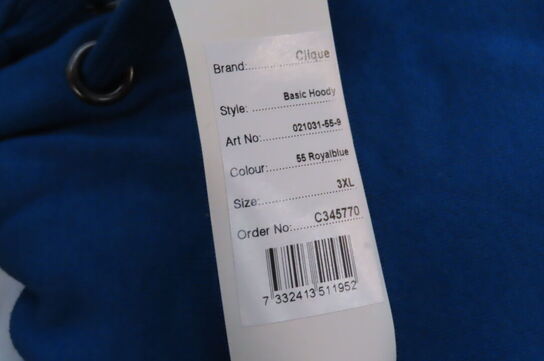 Brand:............... Clique
Style: ............ Basic Hoody
Art No:........... 021031-55-9
Colour:............. 55 Royalblue
Size:........................ 3XL
Order No:............ C345770
7 332413 511952